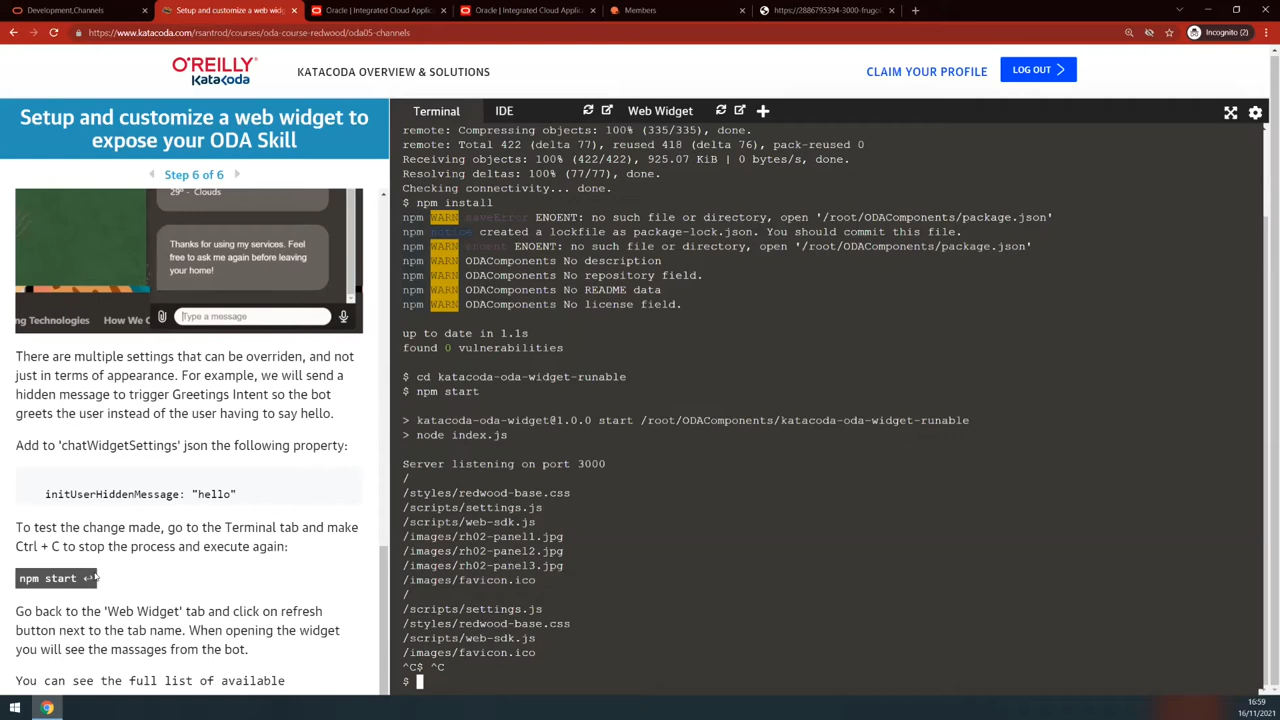 Development,Channels
Setup and customize a web widg
Oracle | Integrated Cloud Applic
Oracle | Integrated Cloud Applic
Members
https://2886795394-3000-frugo
https://www.katacoda.com/rsantrod/courses/oda-course-redwood/oda05-channels
Incognito (2)
O'REILLY
Katakoda
KATACODA OVERVIEW & SOLUTIONS
CLAIM YOUR PROFILE
LOG OUT
Setup and customize a web widget to
expose your ODA Skill
Step 6 of 6
29º - Clouds
Thanks for using my services. Feel
free to ask me again before leaving
your home!
ng Technologies
How We C
Type a message
There are multiple settings that can be overriden, and not
just in terms of appearance. For example, we will send a
hidden message to trigger Greetings Intent so the bot
greets the user instead of the user having to say hello.
Add to 'chatWidgetSettings' json the following property:
initUserHiddenMessage: "hello"
To test the change made, go to the Terminal tab and make
Ctrl + C to stop the process and execute again:
npm start
Go back to the 'Web Widget' tab and click on refresh
button next to the tab name. When opening the widget
you will see the massages from the bot.
You can see the full list of available
Terminal
IDE
Web Widget
remote: Compressing objects: 100% (335/335), done.
remote: Total 422 (delta 77), reused 418 (delta 76), pack-reused 0
Receiving objects: 100% (422/422), 925.07 KiB | 0 bytes/s, done.
Resolving deltas: 100% (77/77), done.
Checking connectivity... done.
$ npm install
npm WARN saveError ENOENT: no such file or directory, open '/root/ODAComponents/package.json'
npm notice created a lockfile as package-lock.json. You should commit this file.
npm WARN enoent ENOENT: no such file or directory, open '/root/ODAComponents/package.json'
npm WARN ODAComponents No description
npm WARN ODAComponents No repository field.
npm WARN ODAComponents No README data
npm WARN ODAComponents No license field.
up to date in 1.1s
found 0 vulnerabilities
$ cd katacoda-oda-widget-runable
$ npm start
> katacoda-oda-widget@1.0.0 start /root/ODAComponents/katacoda-oda-widget-runable
> node index.js
Server listening on port 3000
/
/styles/redwood-base.css
/scripts/settings.js
/scripts/web-sdk.js
/images/rh02-panel1.jpg
/images/rh02-panel2.jpg
/images/rh02-panel3.jpg
/images/favicon.ico
/
/scripts/settings.js
/styles/redwood-base.css
/scripts/web-sdk.js
/images/favicon.ico
^C$ ^C
$
16:59
16/11/2021